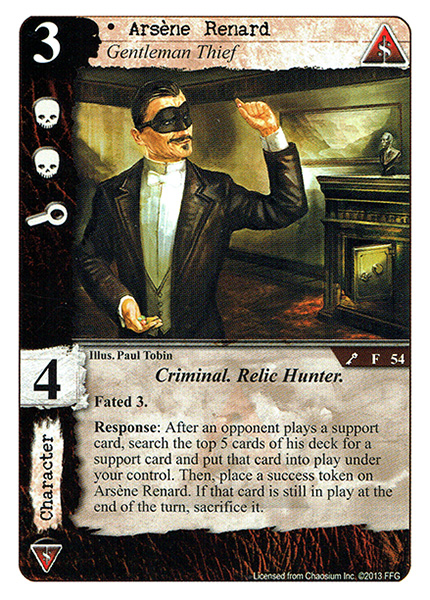 3
• Arsène Renard
Gentleman Thief
Illus. Paul Tobin
F 54
4
Criminal. Relic Hunter.
Fated 3.
Response: After an opponent plays a support
card, search the top 5 cards of his deck for a
support card and put that card into play under
your control. Then, place a success token on
Arsène Renard. If that card is still in play at the
end of the turn, sacrifice it.
Character
Licensed from Chaosium Inc. ©2013 FFG